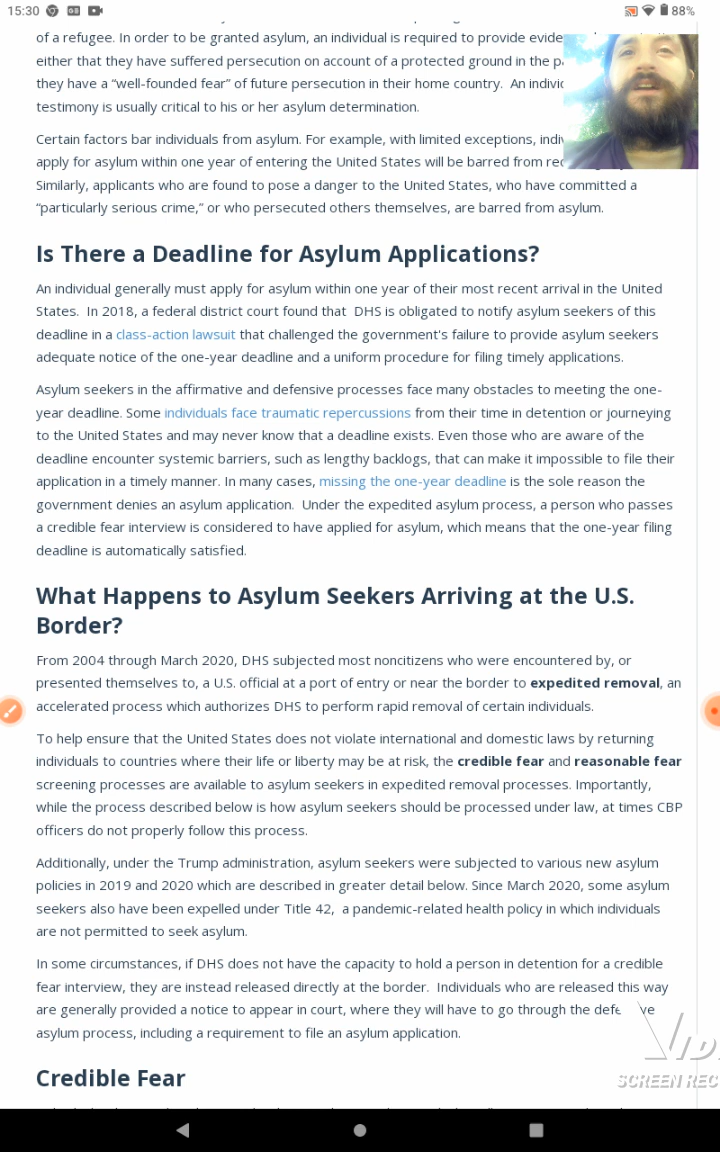 15:30
88%
of a refugee. In order to be granted asylum, an individual is required to provide
either that they have suffered persecution on account of a protected ground in the
they have a “well-founded fear” of future persecution in their home country. An
testimony is usually critical to his or her asylum determination.
Certain factors bar individuals from asylum. For example, with limited exceptions,
apply for asylum within one year of entering the United States will be barred from
Similarly, applicants who are found to pose a danger to the United States, who have committed a
“particularly serious crime,” or who persecuted others themselves, are barred from asylum.
Is There a Deadline for Asylum Applications?
An individual generally must apply for asylum within one year of their most recent arrival in the United
States. In 2018, a federal district court found that DHS is obligated to notify asylum seekers of this
deadline in a class-action lawsuit that challenged the government's failure to provide asylum seekers
adequate notice of the one-year deadline and a uniform procedure for filing timely applications.
Asylum seekers in the affirmative and defensive processes face many obstacles to meeting the one-
year deadline. Some individuals face traumatic repercussions from their time in detention or journeying
to the United States and may never know that a deadline exists. Even those who are aware of the
deadline encounter systemic barriers, such as lengthy backlogs, that can make it impossible to file their
application in a timely manner. In many cases, missing the one-year deadline is the sole reason the
government denies an asylum application. Under the expedited asylum process, a person who passes
a credible fear interview is considered to have applied for asylum, which means that the one-year filing
deadline is automatically satisfied.
What Happens to Asylum Seekers Arriving at the U.S.
Border?
From 2004 through March 2020, DHS subjected most noncitizens who were encountered by, or
presented themselves to, a U.S. official at a port of entry or near the border to expedited removal, an
accelerated process which authorizes DHS to perform rapid removal of certain individuals.
To help ensure that the United States does not violate international and domestic laws by returning
individuals to countries where their life or liberty may be at risk, the credible fear and reasonable fear
screening processes are available to asylum seekers in expedited removal processes. Importantly,
while the process described below is how asylum seekers should be processed under law, at times CBP
officers do not properly follow this process.
Additionally, under the Trump administration, asylum seekers were subjected to various new asylum
policies in 2019 and 2020 which are described in greater detail below. Since March 2020, some asylum
seekers also have been expelled under Title 42, a pandemic-related health policy in which individuals
are not permitted to seek asylum.
In some circumstances, if DHS does not have the capacity to hold a person in detention for a credible
fear interview, they are instead released directly at the border. Individuals who are released this way
are generally provided a notice to appear in court, where they will have to go through the
asylum process, including a requirement to file an asylum application.
SCREEN REC
Credible Fear